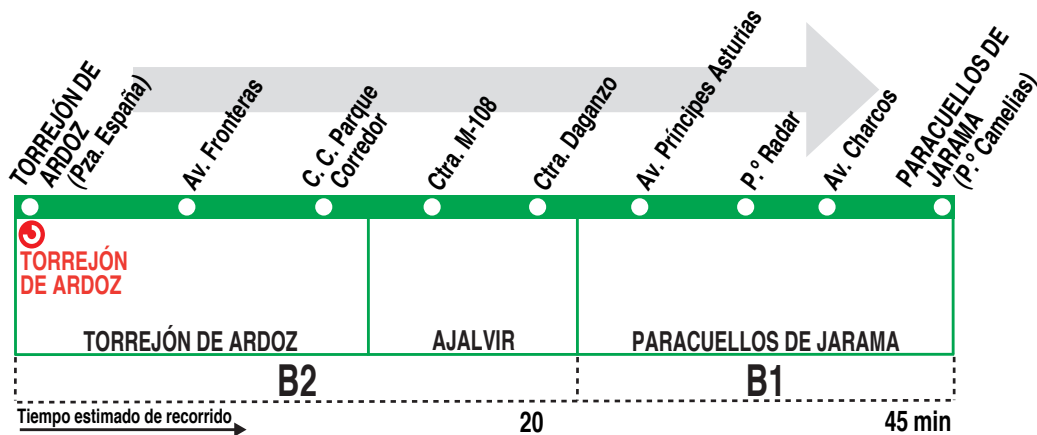 TORREJÓN DE
ARDOZ
(Pza. España)
Av. Fronteras
C. C. Parque
Corredor
Ctra. M-108
Ctra. Daganzo
Av. Príncipes Asturias
P.º Radar
Av. Charcos
PARACUELLOS DE
JARAMA
(P.º Camelias)
TORREJÓN
DE ARDOZ
TORREJÓN DE ARDOZ
AJALVIR
PARACUELLOS DE JARAMA
B2
B1
Tiempo estimado de recorrido
20
45 min